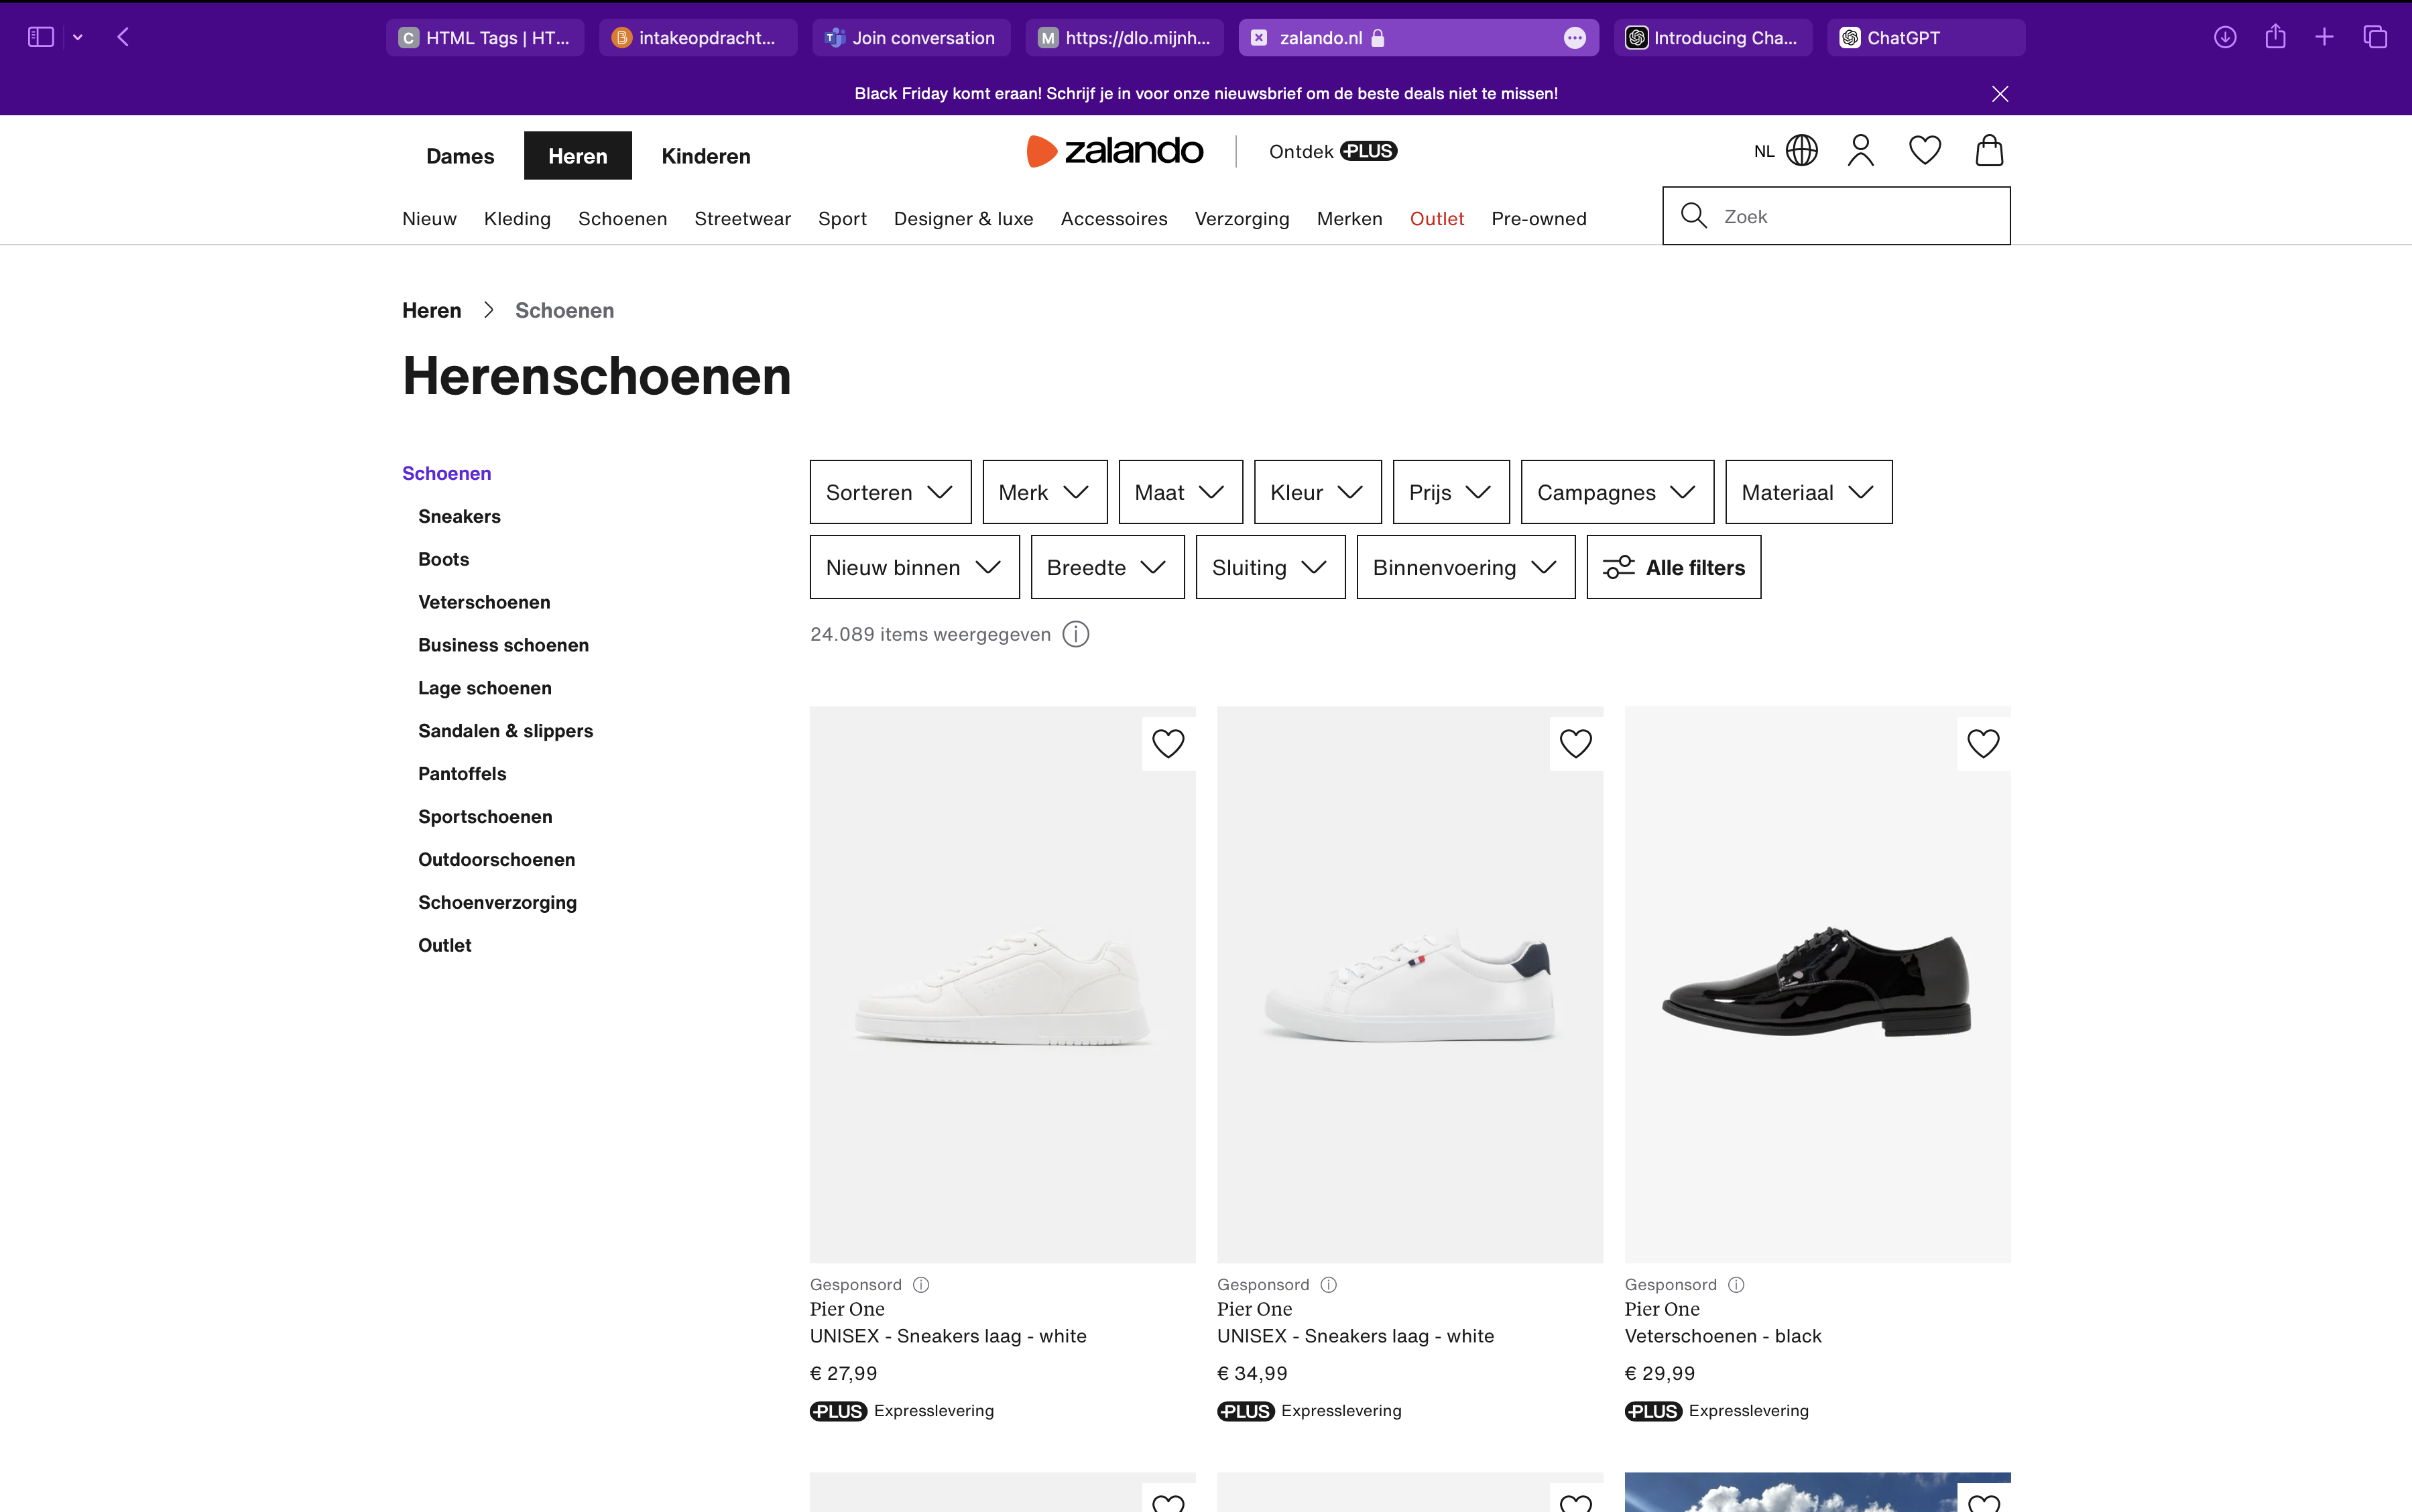 HTML Tags | HT...
intakeopdracht...
Join conversation
https://dlo.mijnh...
zalando.nl
Introducing Cha...
ChatGPT
Black Friday komt eraan! Schrijf je in voor onze nieuwsbrief om de beste deals niet te missen!
Dames
Heren
Kinderen
zalando
Ontdek PLUS
NL
Nieuw
Kleding
Schoenen
Streetwear
Sport
Designer & luxe
Accessoires
Verzorging
Merken
Outlet
Pre-owned
Zoek
Heren
Schoenen
Herenschoenen
Schoenen
Sneakers
Boots
Veterschoenen
Business schoenen
Lage schoenen
Sandalen & slippers
Pantoffels
Sportschoenen
Outdoorschoenen
Schoenverzorging
Outlet
Sorteren
Merk
Maat
Kleur
Prijs
Campagnes
Materiaal
Nieuw binnen
Breedte
Sluiting
Binnenvoering
Alle filters
24.089 items weergegeven
Gesponsord
Pier One
UNISEX - Sneakers laag - white
€ 27,99
PLUS Expresslevering
Gesponsord
Pier One
UNISEX - Sneakers laag - white
€ 34,99
PLUS Expresslevering
Gesponsord
Pier One
Veterschoenen - black
€ 29,99
PLUS Expresslevering